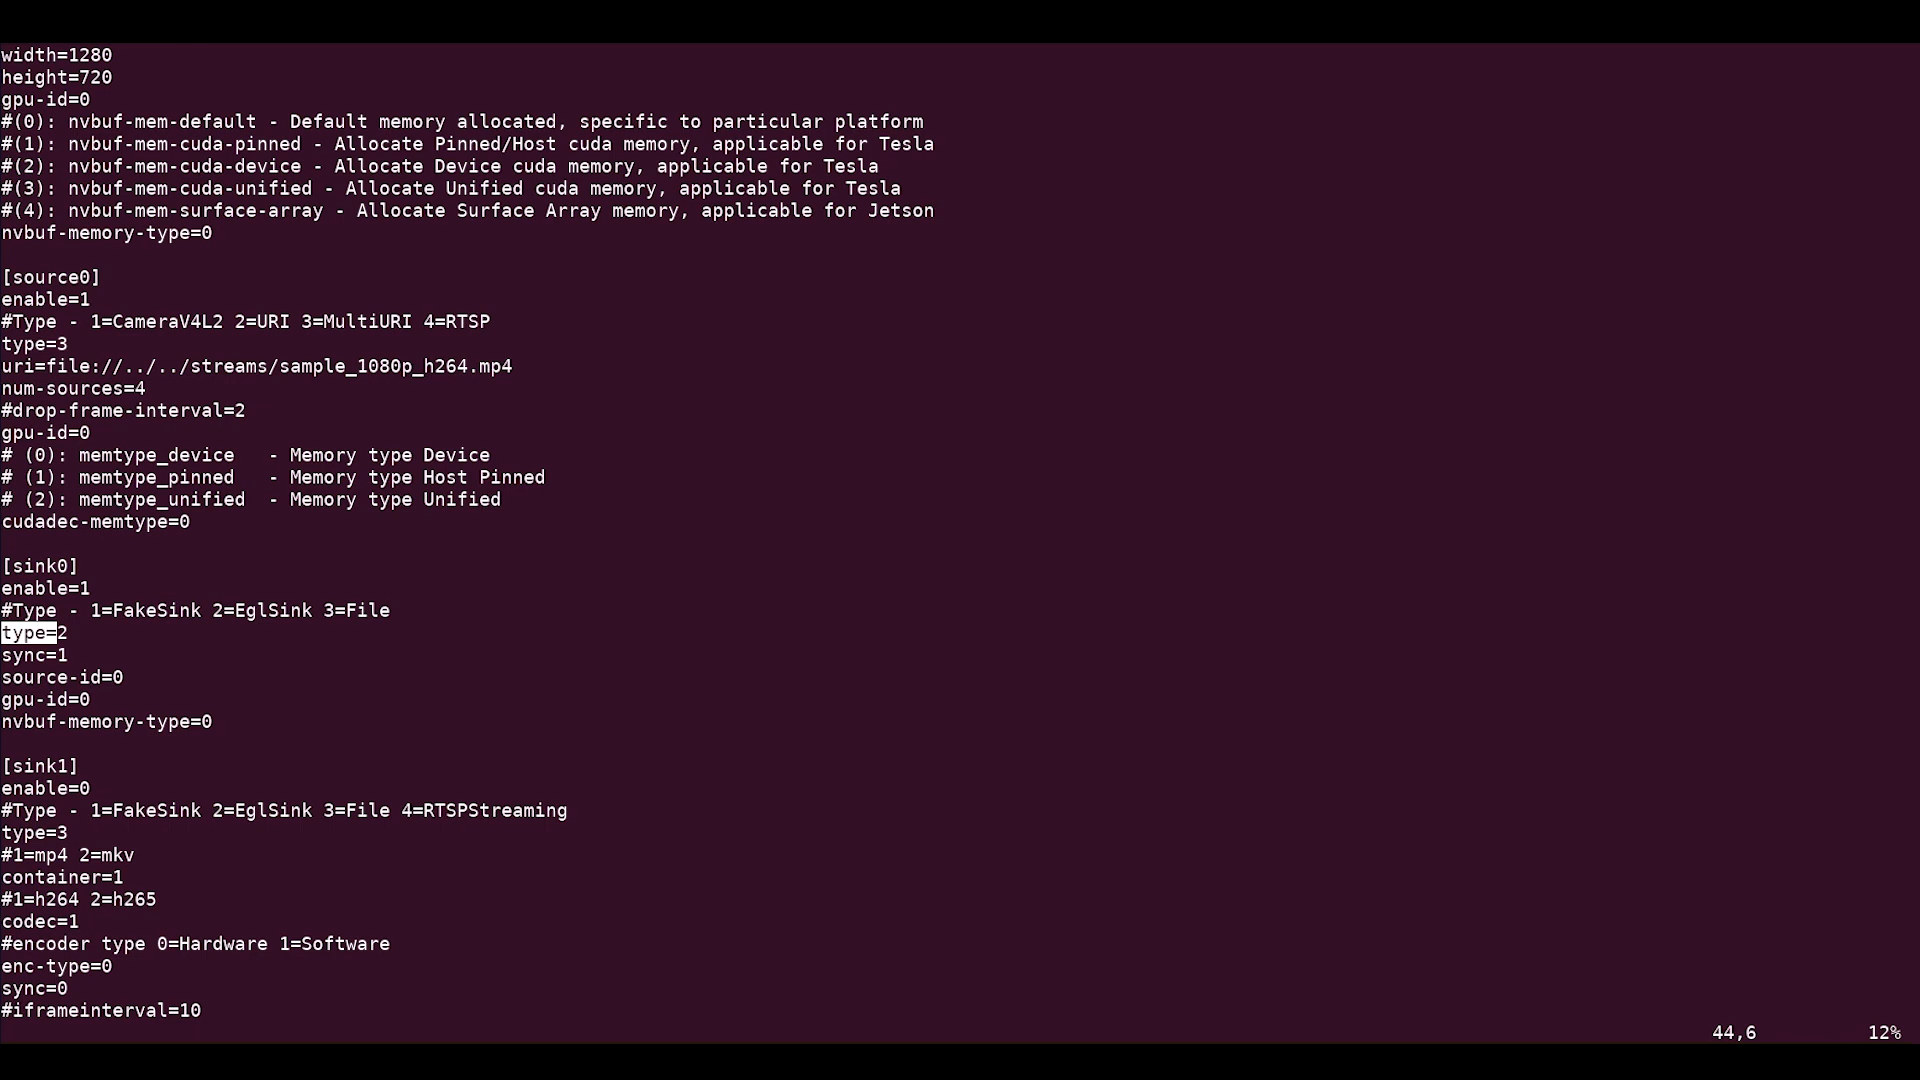 width=1280
height=720
gpu-id=0
#(0): nvbuf-mem-default - Default memory allocated, specific to particular platform
#(1): nvbuf-mem-cuda-pinned - Allocate Pinned/Host cuda memory, applicable for Tesla
#(2): nvbuf-mem-cuda-device - Allocate Device cuda memory, applicable for Tesla
#(3): nvbuf-mem-cuda-unified - Allocate Unified cuda memory, applicable for Tesla
#(4): nvbuf-mem-surface-array - Allocate Surface Array memory, applicable for Jetson
nvbuf-memory-type=0

[source0]
enable=1
#Type - 1=CameraV4L2 2=URI 3=MultiURI 4=RTSP
type=3
uri=file://../../streams/sample_1080p_h264.mp4
num-sources=4
#drop-frame-interval=2
gpu-id=0
# (0): memtype_device   - Memory type Device
# (1): memtype_pinned   - Memory type Host Pinned
# (2): memtype_unified  - Memory type Unified
cudadec-memtype=0

[sink0]
enable=1
#Type - 1=FakeSink 2=EglSink 3=File
type=2
sync=1
source-id=0
gpu-id=0
nvbuf-memory-type=0

[sink1]
enable=0
#Type - 1=FakeSink 2=EglSink 3=File 4=RTSPStreaming
type=3
#1=mp4 2=mkv
container=1
#1=h264 2=h265
codec=1
#encoder type 0=Hardware 1=Software
enc-type=0
sync=0
#iframeinterval=10
44,6 12%